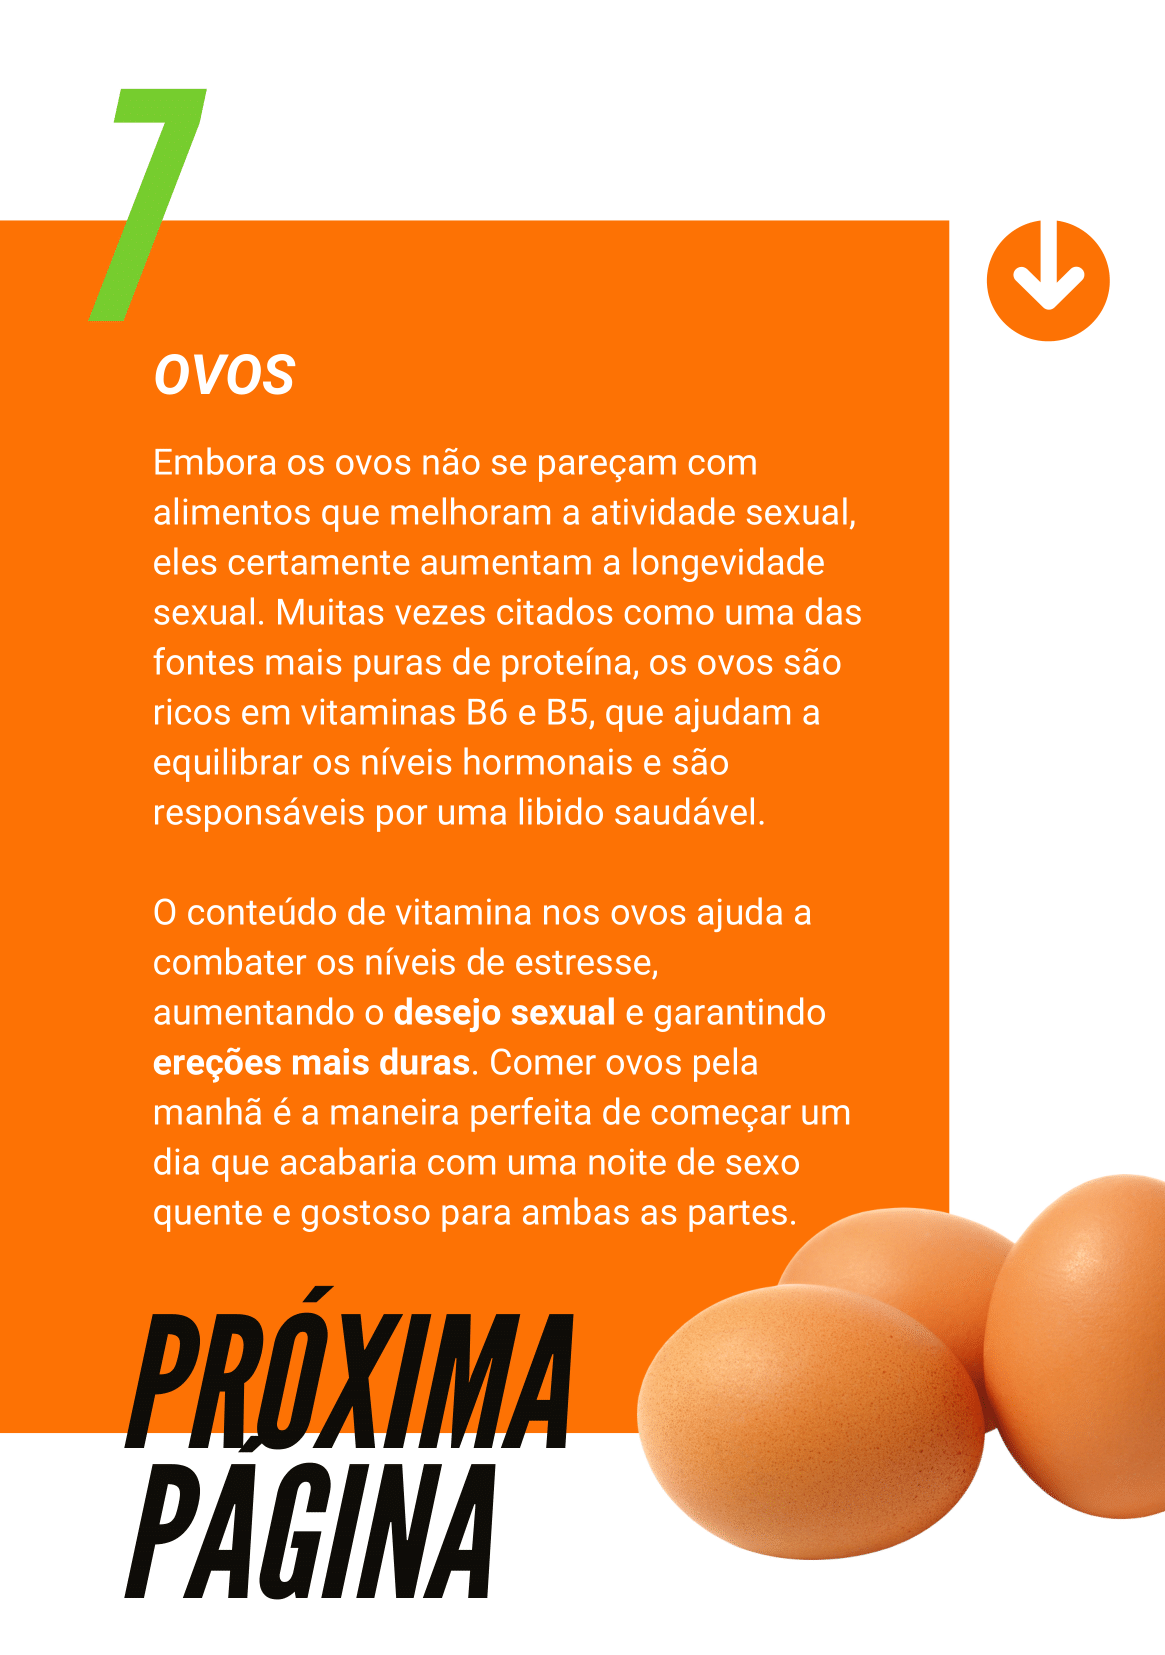 7
OVOS
Embora os ovos não se pareçam com
alimentos que melhoram a atividade sexual,
eles certamente aumentam a longevidade
sexual. Muitas vezes citados como uma das
fontes mais puras de proteína, os ovos são
ricos em vitaminas B6 e B5, que ajudam a
equilibrar os níveis hormonais e são
responsáveis por uma libido saudável.
O conteúdo de vitamina nos ovos ajuda a
combater os níveis de estresse,
aumentando o desejo sexual e garantindo
ereções mais duras. Comer ovos pela
manhã é a maneira perfeita de começar um
dia que acabaria com uma noite de sexo
quente e gostoso para ambas as partes.
PRÓXIMA
PÁGINA